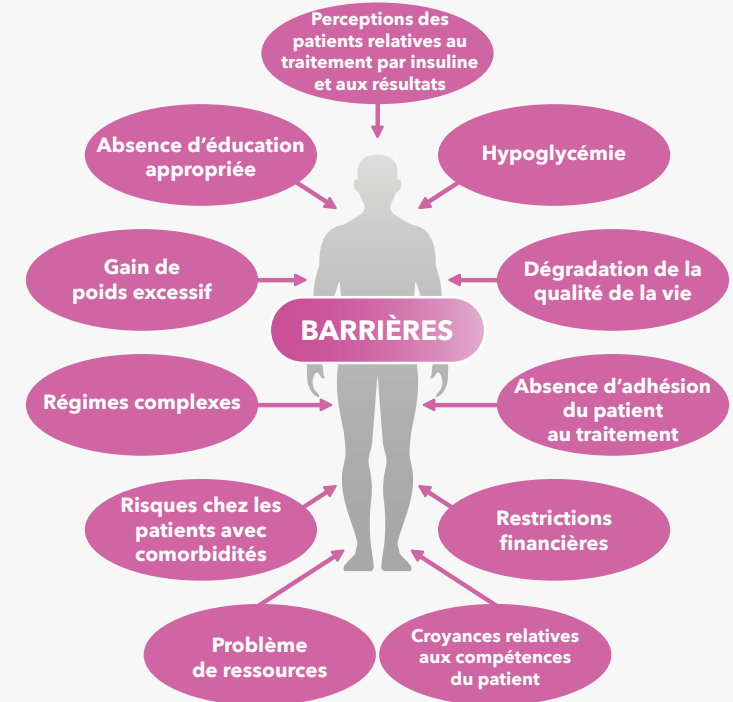 Perceptions des
patients relatives au
traitement par insuline
et aux résultats
Absence d'éducation
appropriée
Hypoglycémie
Gain de
poids excessif
Dégradation de la
qualité de la vie
BARRIÈRES
Régimes complexes
Absence d'adhésion
du patient
au traitement
Risques chez les
patients avec
comorbidités
Restrictions
financières
Problème
de ressources
Croyances relatives
aux compétences
du patient